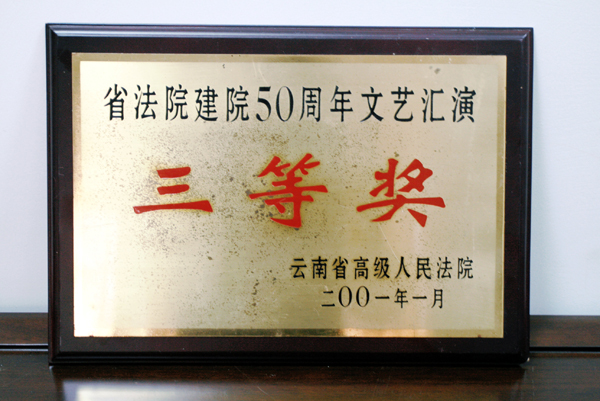 省法院建院50周年文艺汇演
三等奖
云南省高级人民法院
二00一年一月